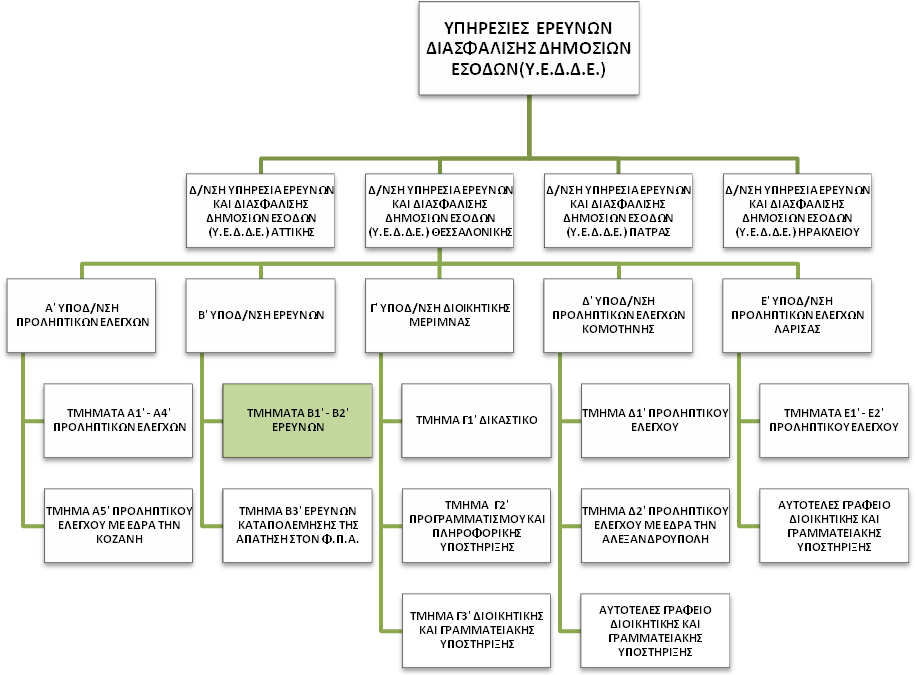 ΥΠΗΡΕΣΙΕΣ ΕΡΕΥΝΩΝ
ΔΙΑΣΦΑΛΙΣΗΣ ΔΗΜΟΣΙΩΝ
ΕΣΟΔΩΝ(Υ.Ε.Δ.Δ.Ε.)
Δ/ΝΣΗ ΥΠΗΡΕΣΙΑ ΕΡΕΥΝΩΝ
ΚΑΙ ΔΙΑΣΦΑΛΙΣΗΣ
ΔΗΜΟΣΙΩΝ ΕΣΟΔΩΝ
(Υ.Ε.Δ.Δ.Ε.) ΑΤΤΙΚΗΣ
Δ/ΝΣΗ ΥΠΗΡΕΣΙΑ ΕΡΕΥΝΩΝ
ΚΑΙ ΔΙΑΣΦΑΛΙΣΗΣ
ΔΗΜΟΣΙΩΝ ΕΣΟΔΩΝ
(Υ.Ε.Δ.Δ.Ε.) ΘΕΣΣΑΛΟΝΙΚΗΣ
Δ/ΝΣΗ ΥΠΗΡΕΣΙΑ ΕΡΕΥΝΩΝ
ΚΑΙ ΔΙΑΣΦΑΛΙΣΗΣ
ΔΗΜΟΣΙΩΝ ΕΣΟΔΩΝ
(Υ.Ε.Δ.Δ.Ε.) ΠΑΤΡΑΣ
Δ/ΝΣΗ ΥΠΗΡΕΣΙΑ ΕΡΕΥΝΩΝ
ΚΑΙ ΔΙΑΣΦΑΛΙΣΗΣ
ΔΗΜΟΣΙΩΝ ΕΣΟΔΩΝ
(Υ.Ε.Δ.Δ.Ε.) ΗΡΑΚΛΕΙΟΥ
Α' ΥΠΟΔ/ΝΣΗ
ΠΡΟΛΗΠΤΙΚΩΝ ΕΛΕΓΧΩΝ
Β' ΥΠΟΔ/ΝΣΗ ΕΡΕΥΝΩΝ
Γ' ΥΠΟΔ/ΝΣΗ ΔΙΟΙΚΗΤΙΚΗΣ
ΜΕΡΙΜΝΑΣ
Δ' ΥΠΟΔ/ΝΣΗ
ΠΡΟΛΗΠΤΙΚΩΝ ΕΛΕΓΧΩΝ
ΚΟΜΟΤΗΝΗΣ
Ε' ΥΠΟΔ/ΝΣΗ
ΠΡΟΛΗΠΤΙΚΩΝ ΕΛΕΓΧΩΝ
ΛΑΡΙΣΑΣ
ΤΜΗΜΑΤΑ Α1' - Α4'
ΠΡΟΛΗΠΤΙΚΩΝ ΕΛΕΓΧΩΝ
ΤΜΗΜΑΤΑ Β1' - Β2'
ΕΡΕΥΝΩΝ
ΤΜΗΜΑ Γ1' ΔΙΚΑΣΤΙΚΟ
ΤΜΗΜΑ Δ1' ΠΡΟΛΗΠΤΙΚΟΥ
ΕΛΕΓΧΟΥ
ΤΜΗΜΑΤΑ Ε1' - Ε2'
ΠΡΟΛΗΠΤΙΚΟΥ ΕΛΕΓΧΟΥ
ΤΜΗΜΑ Α5' ΠΡΟΛΗΠΤΙΚΟΥ
ΕΛΕΓΧΟΥ ΜΕ ΕΔΡΑ ΤΗΝ
ΚΟΖΑΝΗ
ΤΜΗΜΑ Β3' ΕΡΕΥΝΩΝ
ΚΑΤΑΠΟΛΕΜΗΣΗΣ ΤΗΣ
ΑΠΑΤΗΣ ΣΤΟΝ Φ.Π.Α.
ΤΜΗΜΑ Γ2'
ΠΡΟΓΡΑΜΜΑΤΙΣΜΟΥ ΚΑΙ
ΠΛΗΡΟΦΟΡΙΚΗΣ
ΥΠΟΣΤΗΡΙΞΗΣ
ΤΜΗΜΑ Δ2' ΠΡΟΛΗΠΤΙΚΟΥ
ΕΛΕΓΧΟΥ ΜΕ ΕΔΡΑ ΤΗΝ
ΑΛΕΞΑΝΔΡΟΥΠΟΛΗ
ΑΥΤΟΤΕΛΕΣ ΓΡΑΦΕΙΟ
ΔΙΟΙΚΗΤΙΚΗΣ ΚΑΙ
ΓΡΑΜΜΑΤΕΙΑΚΗΣ
ΥΠΟΣΤΗΡΙΞΗΣ
ΤΜΗΜΑ Γ3' ΔΙΟΙΚΗΤΙΚΗΣ
ΚΑΙ ΓΡΑΜΜΑΤΕΙΑΚΗΣ
ΥΠΟΣΤΗΡΙΞΗΣ
ΑΥΤΟΤΕΛΕΣ ΓΡΑΦΕΙΟ
ΔΙΟΙΚΗΤΙΚΗΣ ΚΑΙ
ΓΡΑΜΜΑΤΕΙΑΚΗΣ
ΥΠΟΣΤΗΡΙΞΗΣ